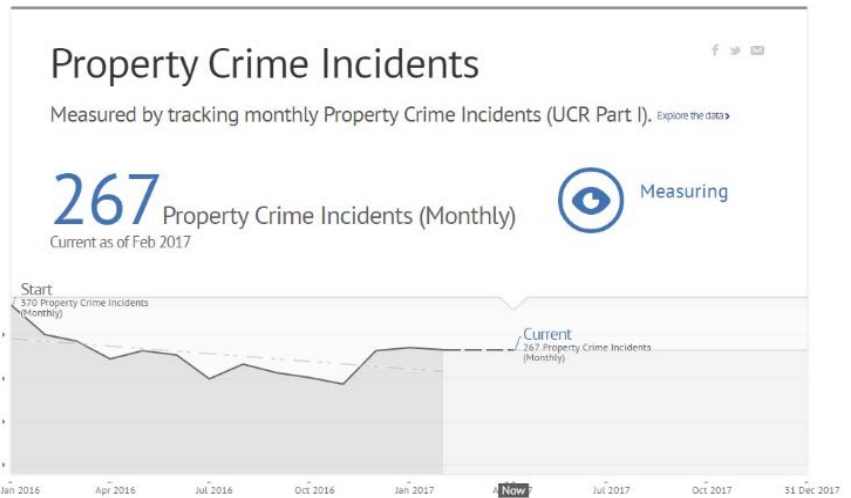 Property Crime Incidents
Measured by tracking monthly Property Crime Incidents (UCR Part I). Explore the data›
267 Property Crime Incidents (Monthly)
Current as of Feb 2017
Measuring
Start
370 Property Crime Incidents
(Monthly)
Current
267 Property Crime Incidents
(Monthly)
Jan 2016 Apr 2016 Jul 2016 Oct 2016 Jan 2017 Now Jul 2017 Oct 2017 31 Dec 2017